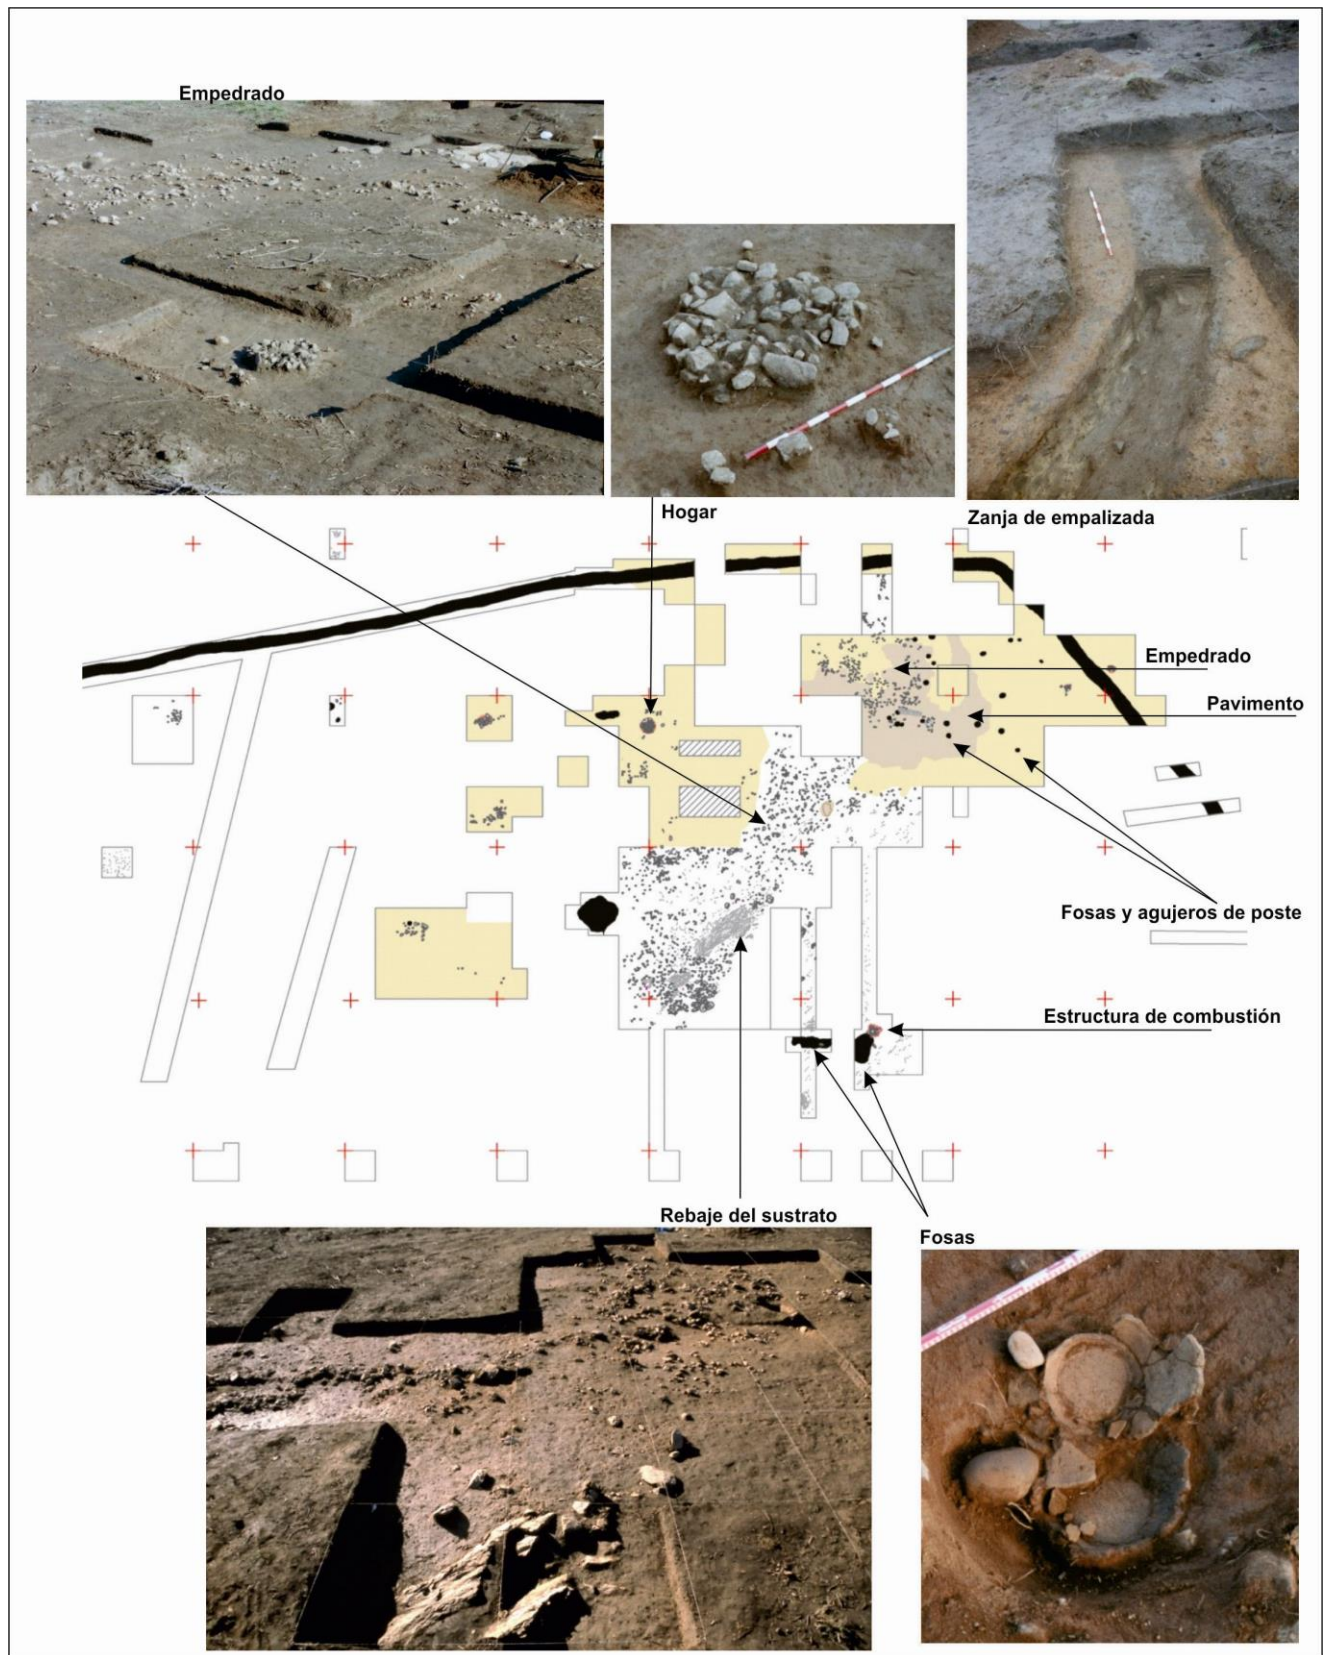 Empedrado
Hogar
Zanja de empalizada
Empedrado
Pavimento
Fosas y agujeros de poste
Estructura de combustión
Rebaje del sustrato
Fosas